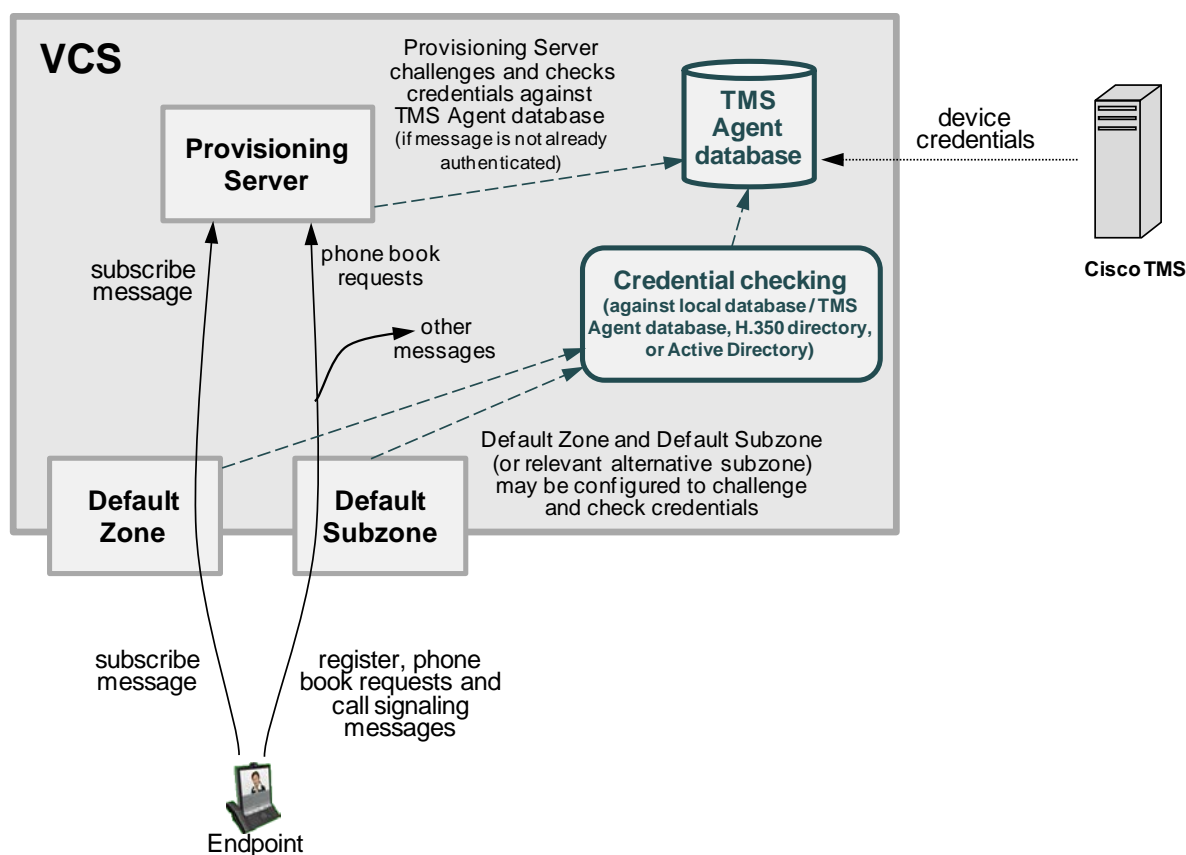 VCS
Provisioning Server
challenges and checks
credentials against
TMS Agent database
(if message is not already
authenticated)
TMS
Agent
database
device
credentials
Cisco TMS
Provisioning
Server
subscribe
message
phone book
requests
other
messages
Credential checking
(against local database / TMS
Agent database, H.350 directory,
or Active Directory)
Default Zone and Default Subzone
(or relevant alternative subzone)
may be configured to challenge
and check credentials
Default
Zone
Default
Subzone
subscribe
message
register, phone
book requests and
call signaling
messages
Endpoint